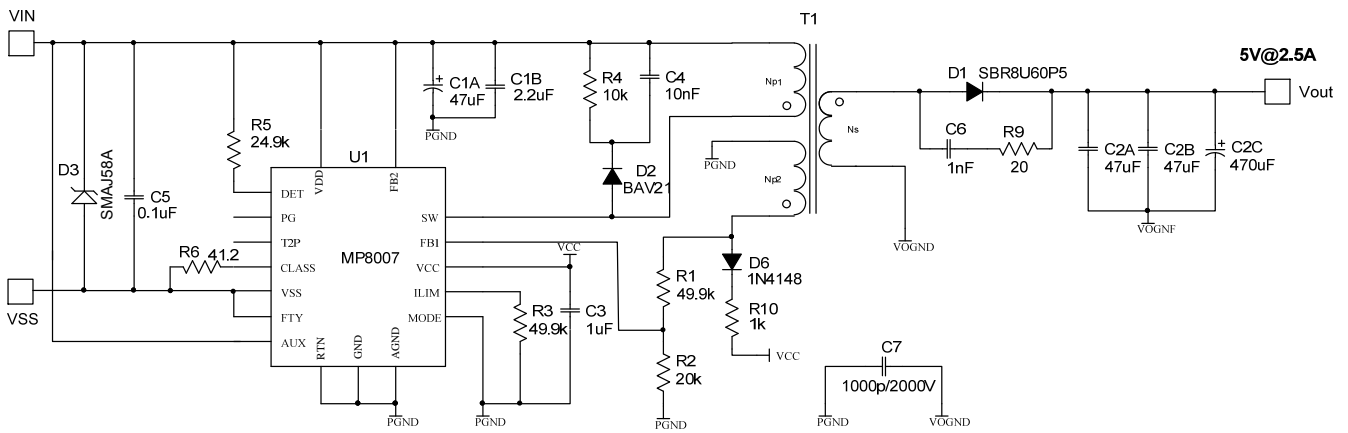 VIN
T1
5V@2.5A
Vout
D1 SBR8U60P5
C6
1nF
R9
20
C2A
47uF
C2B
47uF
C2C
470uF
VOGNF
VOGND
Np1
Ns
Np2
PGND
R4
10k
C4
10nF
D2
BAV21
C1A
47uF
C1B
2.2uF
PGND
R5
24.9k
D3
SMAJ58A
C5
0.1uF
R6 41.2
VSS
U1
MP8007
VDD
FB2
DET
PG
T2P
CLASS
VSS
FTY
AUX
RTN
GND
AGND
SW
FB1
VCC
ILIM
MODE
PGND
PGND
VCC
R3
49.9k
C3
1uF
R1
49.9k
R2
20k
PGND
D6
1N4148
R10
1k
VCC
C7
1000p/2000V
PGND
VOGND